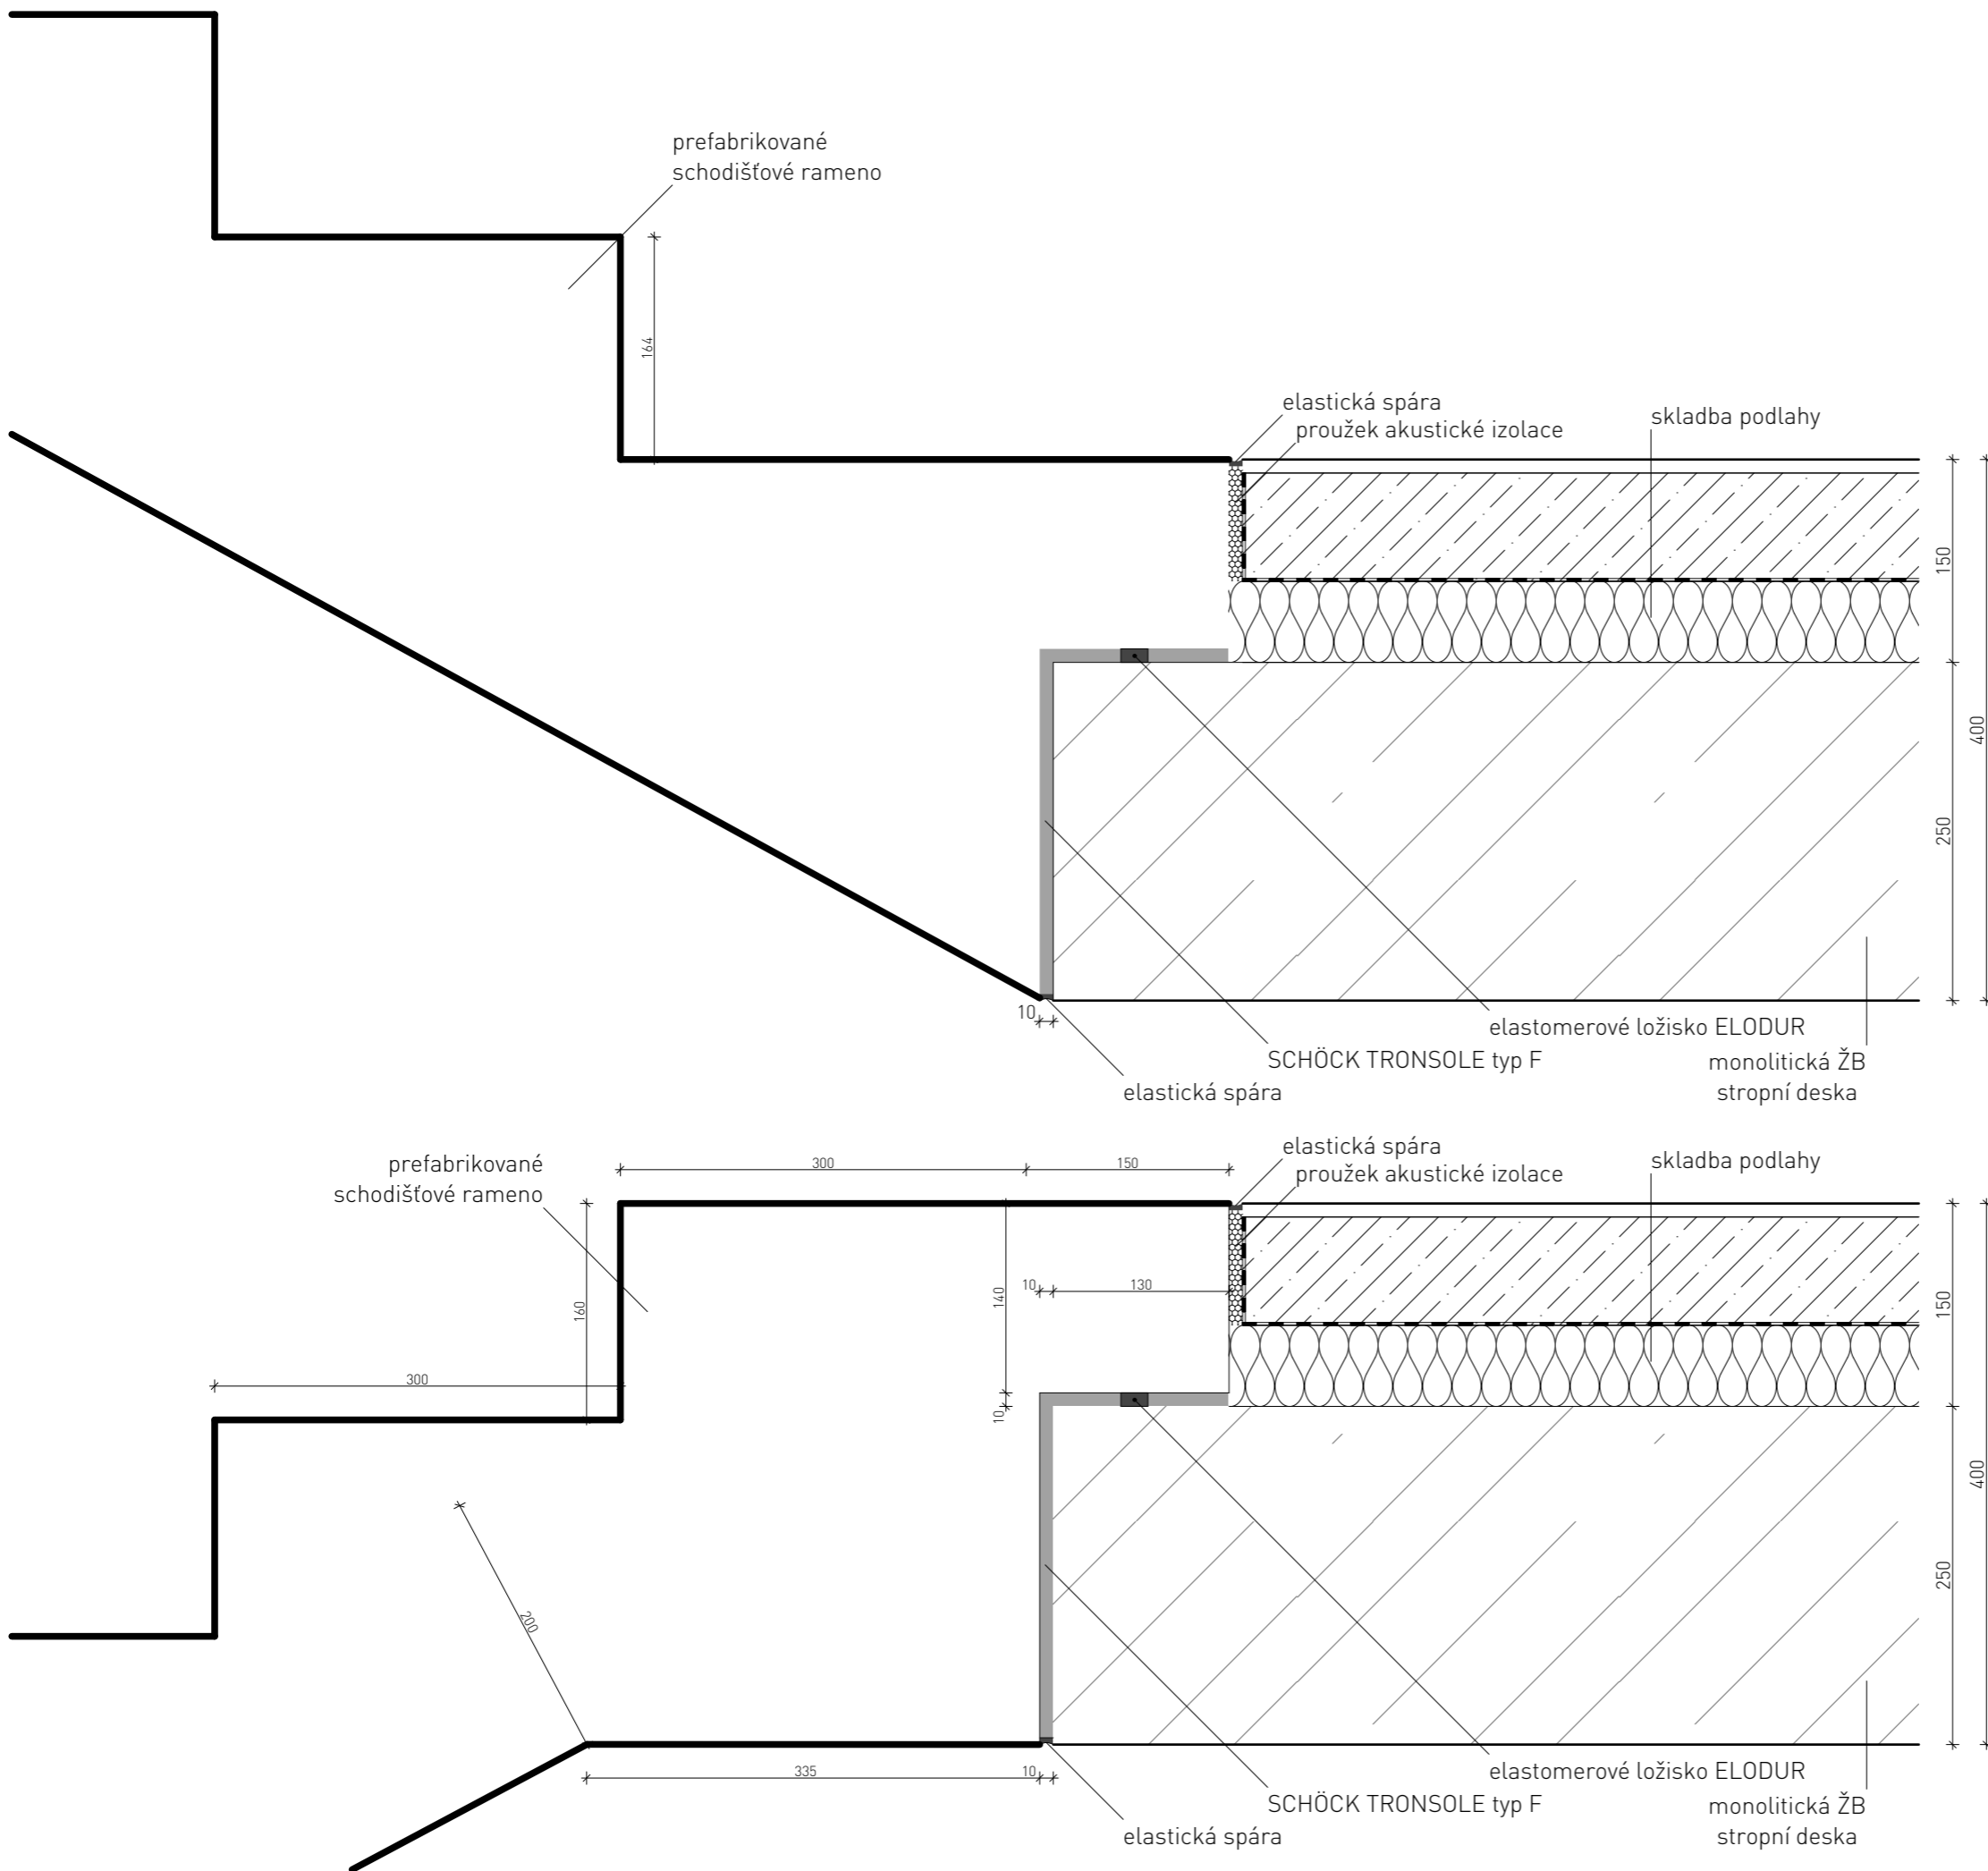 prefabrikované
schodišťové rameno
164
elastická spára
proužek akustické izolace
skladba podlahy
150
400
250
10
elastomerové ložisko ELODUR
SCHÖCK TRONSOLE typ F
monolitická ŽB
stropní deska
elastická spára
prefabrikované
schodišťové rameno
300
150
elastická spára
proužek akustické izolace
skladba podlahy
160
140
10
130
150
300
10
400
200
250
335
10
elastomerové ložisko ELODUR
SCHÖCK TRONSOLE typ F
monolitická ŽB
stropní deska
elastická spára